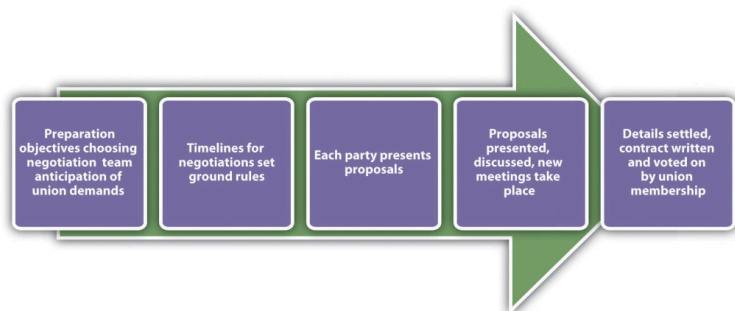 Preparation
objectives choosing
negotiation team
anticipation of
union demands
Timelines for
negotiations set
ground rules
Each party presents
proposals
Proposals
presented,
discussed, new
meetings take
place
Details settled,
contract written
and voted on
by union
membership